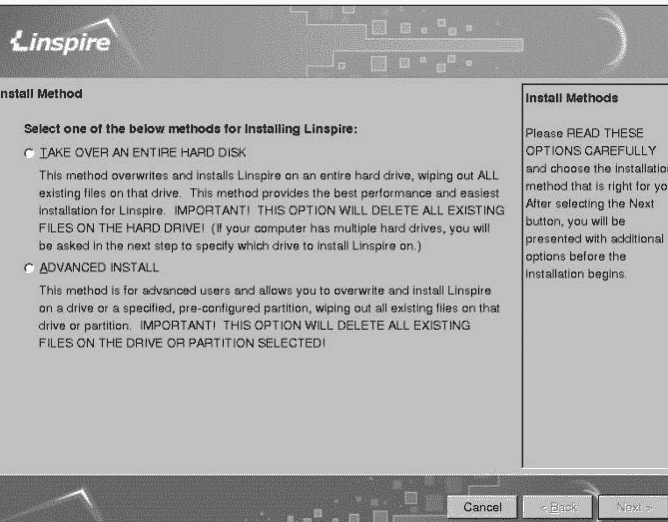 Linspire
nstall Method
Select one of the below methods for Installing Linspire:
TAKE OVER AN ENTIRE HARD DISK
This method overwrites and installs Linspire on an entire hard drive, wiping out ALL
existing files on that drive. This method provides the best performance and easiest
installation for Linspire. IMPORTANT! THIS OPTION WILL DELETE ALL EXISTING
FILES ON THE HARD DRIVE! (If your computer has multiple hard drives, you will
be asked in the next step to specify which drive to install Linspire on.)
ADVANCED INSTALL
This method is for advanced users and allows you to overwrite and install Linspire
on a drive or a specified, pre-configured partition, wiping out all existing files on that
drive or partition. IMPORTANT! THIS OPTION WILL DELETE ALL EXISTING
FILES ON THE DRIVE OR PARTITION SELECTED!
Install Methods
Please READ THESE
OPTIONS CAREFULLY
and choose the installation
method that is right for yo
After selecting the Next
button, you will be
presented with additional
options before the
installation begins.
Cancel
< Back
Next >